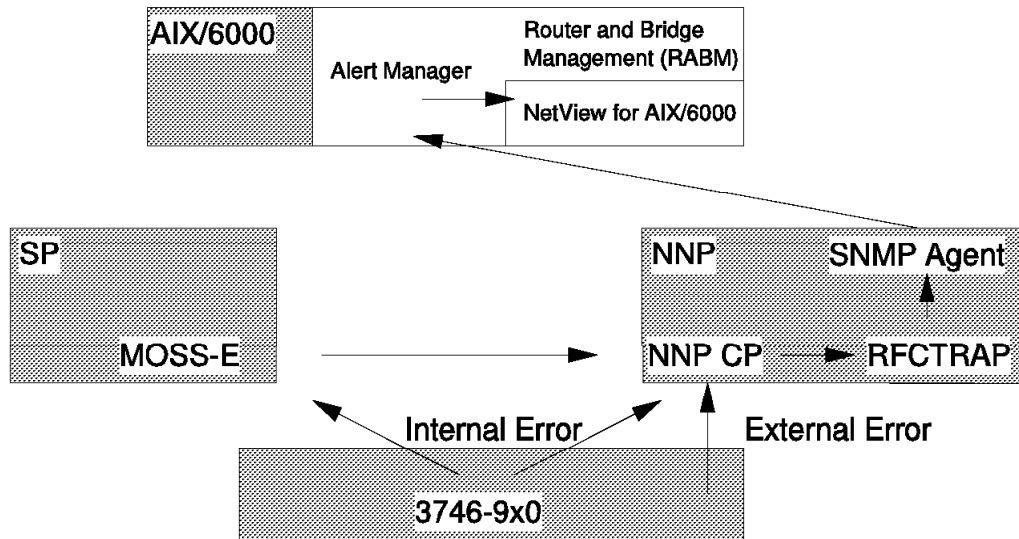 AIX/6000
Alert Manager
Router and Bridge
Management (RABM)
NetView for AIX/6000
SP
MOSS-E
NNP
SNMP Agent
NNP CP
RFCTRAP
Internal Error
External Error
3746-9x0